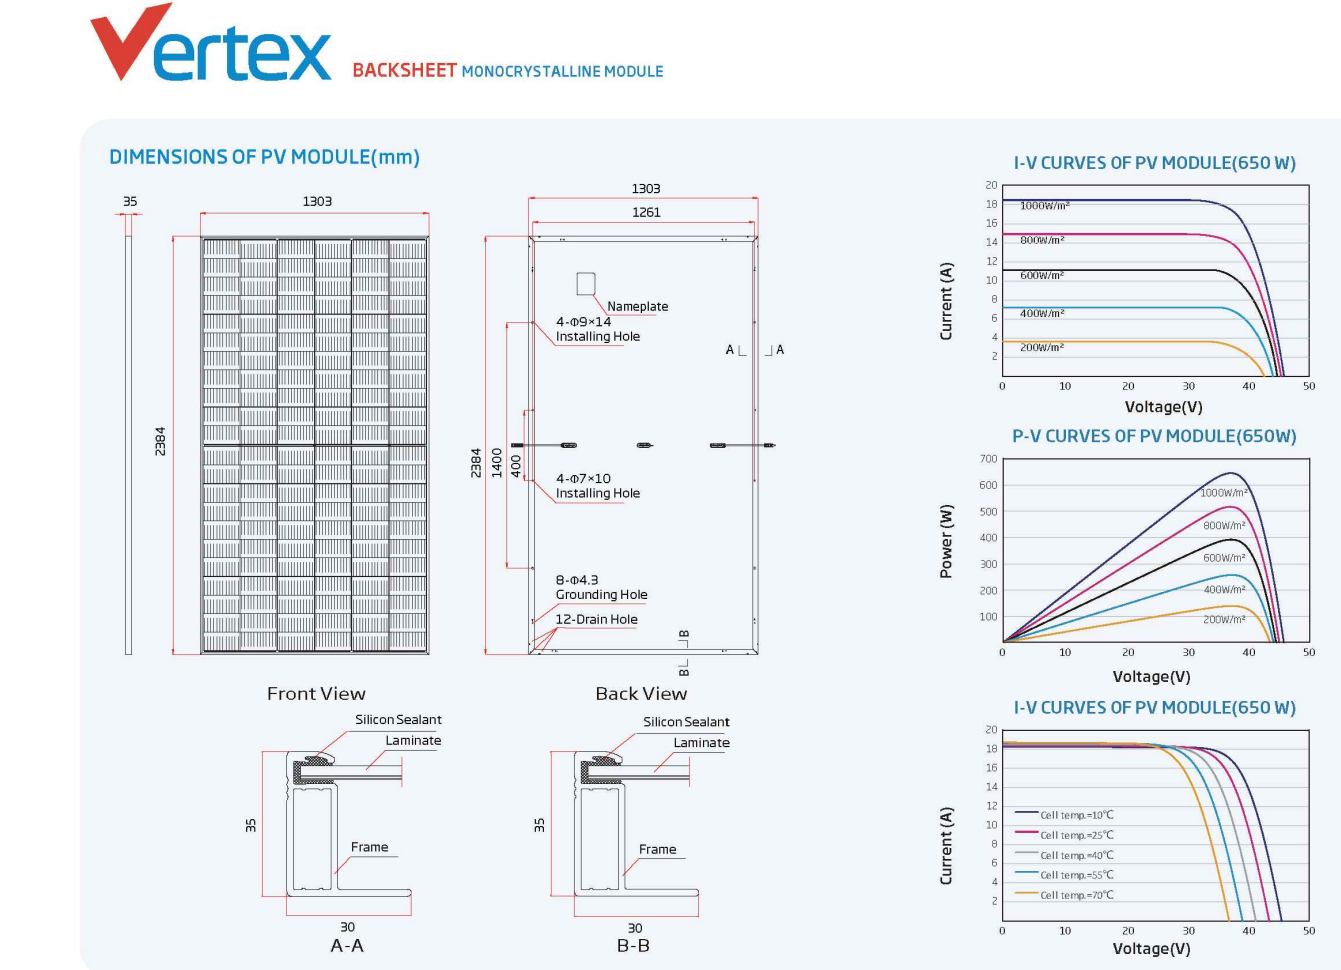 Vertex BACKSHEET MONOCRYSTALLINE MODULE
DIMENSIONS OF PV MODULE(mm)
35
1303
2384
Front View
1303
1261
Nameplate
4-Φ9×14
Installing Hole
A A
2384
1400
400
4-Φ7×10
Installing Hole
8-Φ4.3
Grounding Hole
12-Drain Hole
B
B
Back View
Silicon Sealant
Laminate
35
Frame
30
A-A
Silicon Sealant
Laminate
35
Frame
30
B-B
I-V CURVES OF PV MODULE(650 W)
Current (A)
20
18
16
14
12
10
8
6
4
2
1000W/m²
800W/m²
600W/m²
400W/m²
200W/m²
0 10 20 30 40 50
Voltage(V)
P-V CURVES OF PV MODULE(650W)
Power (W)
700
600
500
400
300
200
100
1000W/m²
800W/m²
600W/m²
400W/m²
200W/m²
0 10 20 30 40 50
Voltage(V)
I-V CURVES OF PV MODULE(650 W)
Current (A)
20
18
16
14
12
10
8
6
4
2
Cell temp.=10℃
Cell temp.=25℃
Cell temp.=40℃
Cell temp.=55℃
Cell temp.=70℃
0 10 20 30 40 50
Voltage(V)